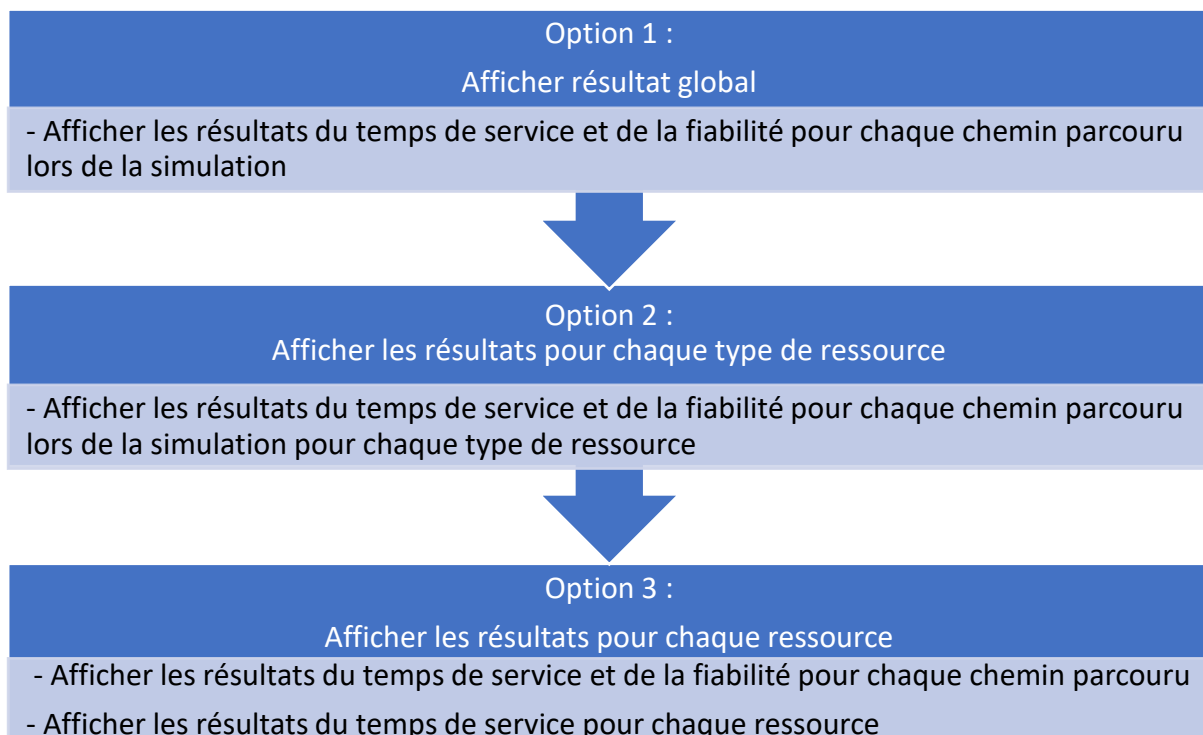 Option 1 :
Afficher résultat global
- Afficher les résultats du temps de service et de la fiabilité pour chaque chemin parcouru
lors de la simulation
Option 2 :
Afficher les résultats pour chaque type de ressource
- Afficher les résultats du temps de service et de la fiabilité pour chaque chemin parcouru
lors de la simulation pour chaque type de ressource
Option 3 :
Afficher les résultats pour chaque ressource
- Afficher les résultats du temps de service et de la fiabilité pour chaque chemin parcouru
- Afficher les résultats du temps de service pour chaque ressource